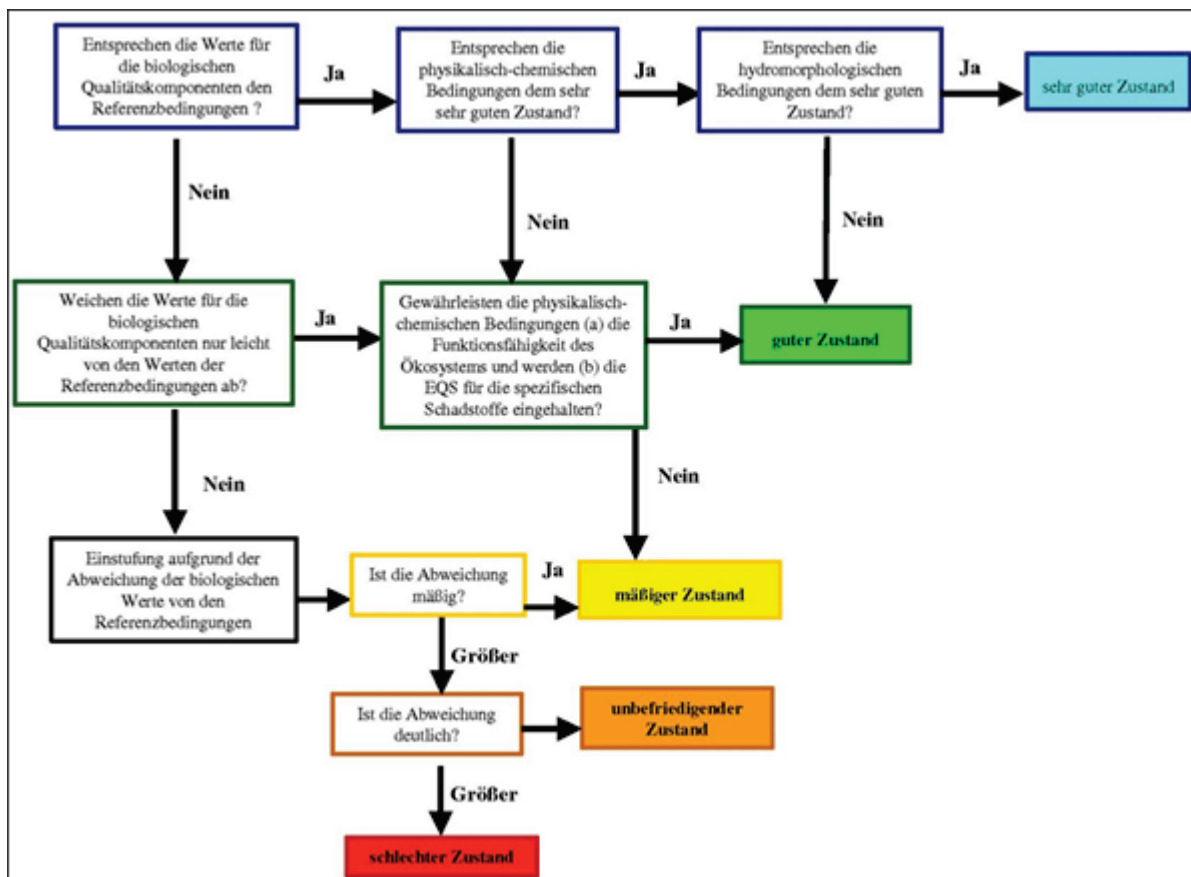 Entsprechen die Werte für
die biologischen
Qualitätskomponenten den
Referenzbedingungen ?
Ja
Entsprechen die
physikalisch-chemischen
Bedingungen dem sehr
sehr guten Zustand?
Ja
Entsprechen die
hydromorphologischen
Bedingungen dem sehr guten
Zustand?
Ja
sehr guter Zustand
Nein
Nein
Nein
Weichen die Werte für die
biologischen
Qualitätskomponenten nur leicht
von den Werten der
Referenzbedingungen ab?
Ja
Gewährleisten die physikalisch-
chemischen Bedingungen (a) die
Funktionsfähigkeit des
Ökosystems und werden (b) die
EQS für die spezifischen
Schadstoffe eingehalten?
Ja
guter Zustand
Nein
Nein
Einstufung aufgrund der
Abweichung der biologischen
Werte von den
Referenzbedingungen
Ist die Abweichung
mäßig?
Ja
mäßiger Zustand
Größer
Ist die Abweichung
deutlich?
unbefriedigender
Zustand
Größer
schlechter Zustand